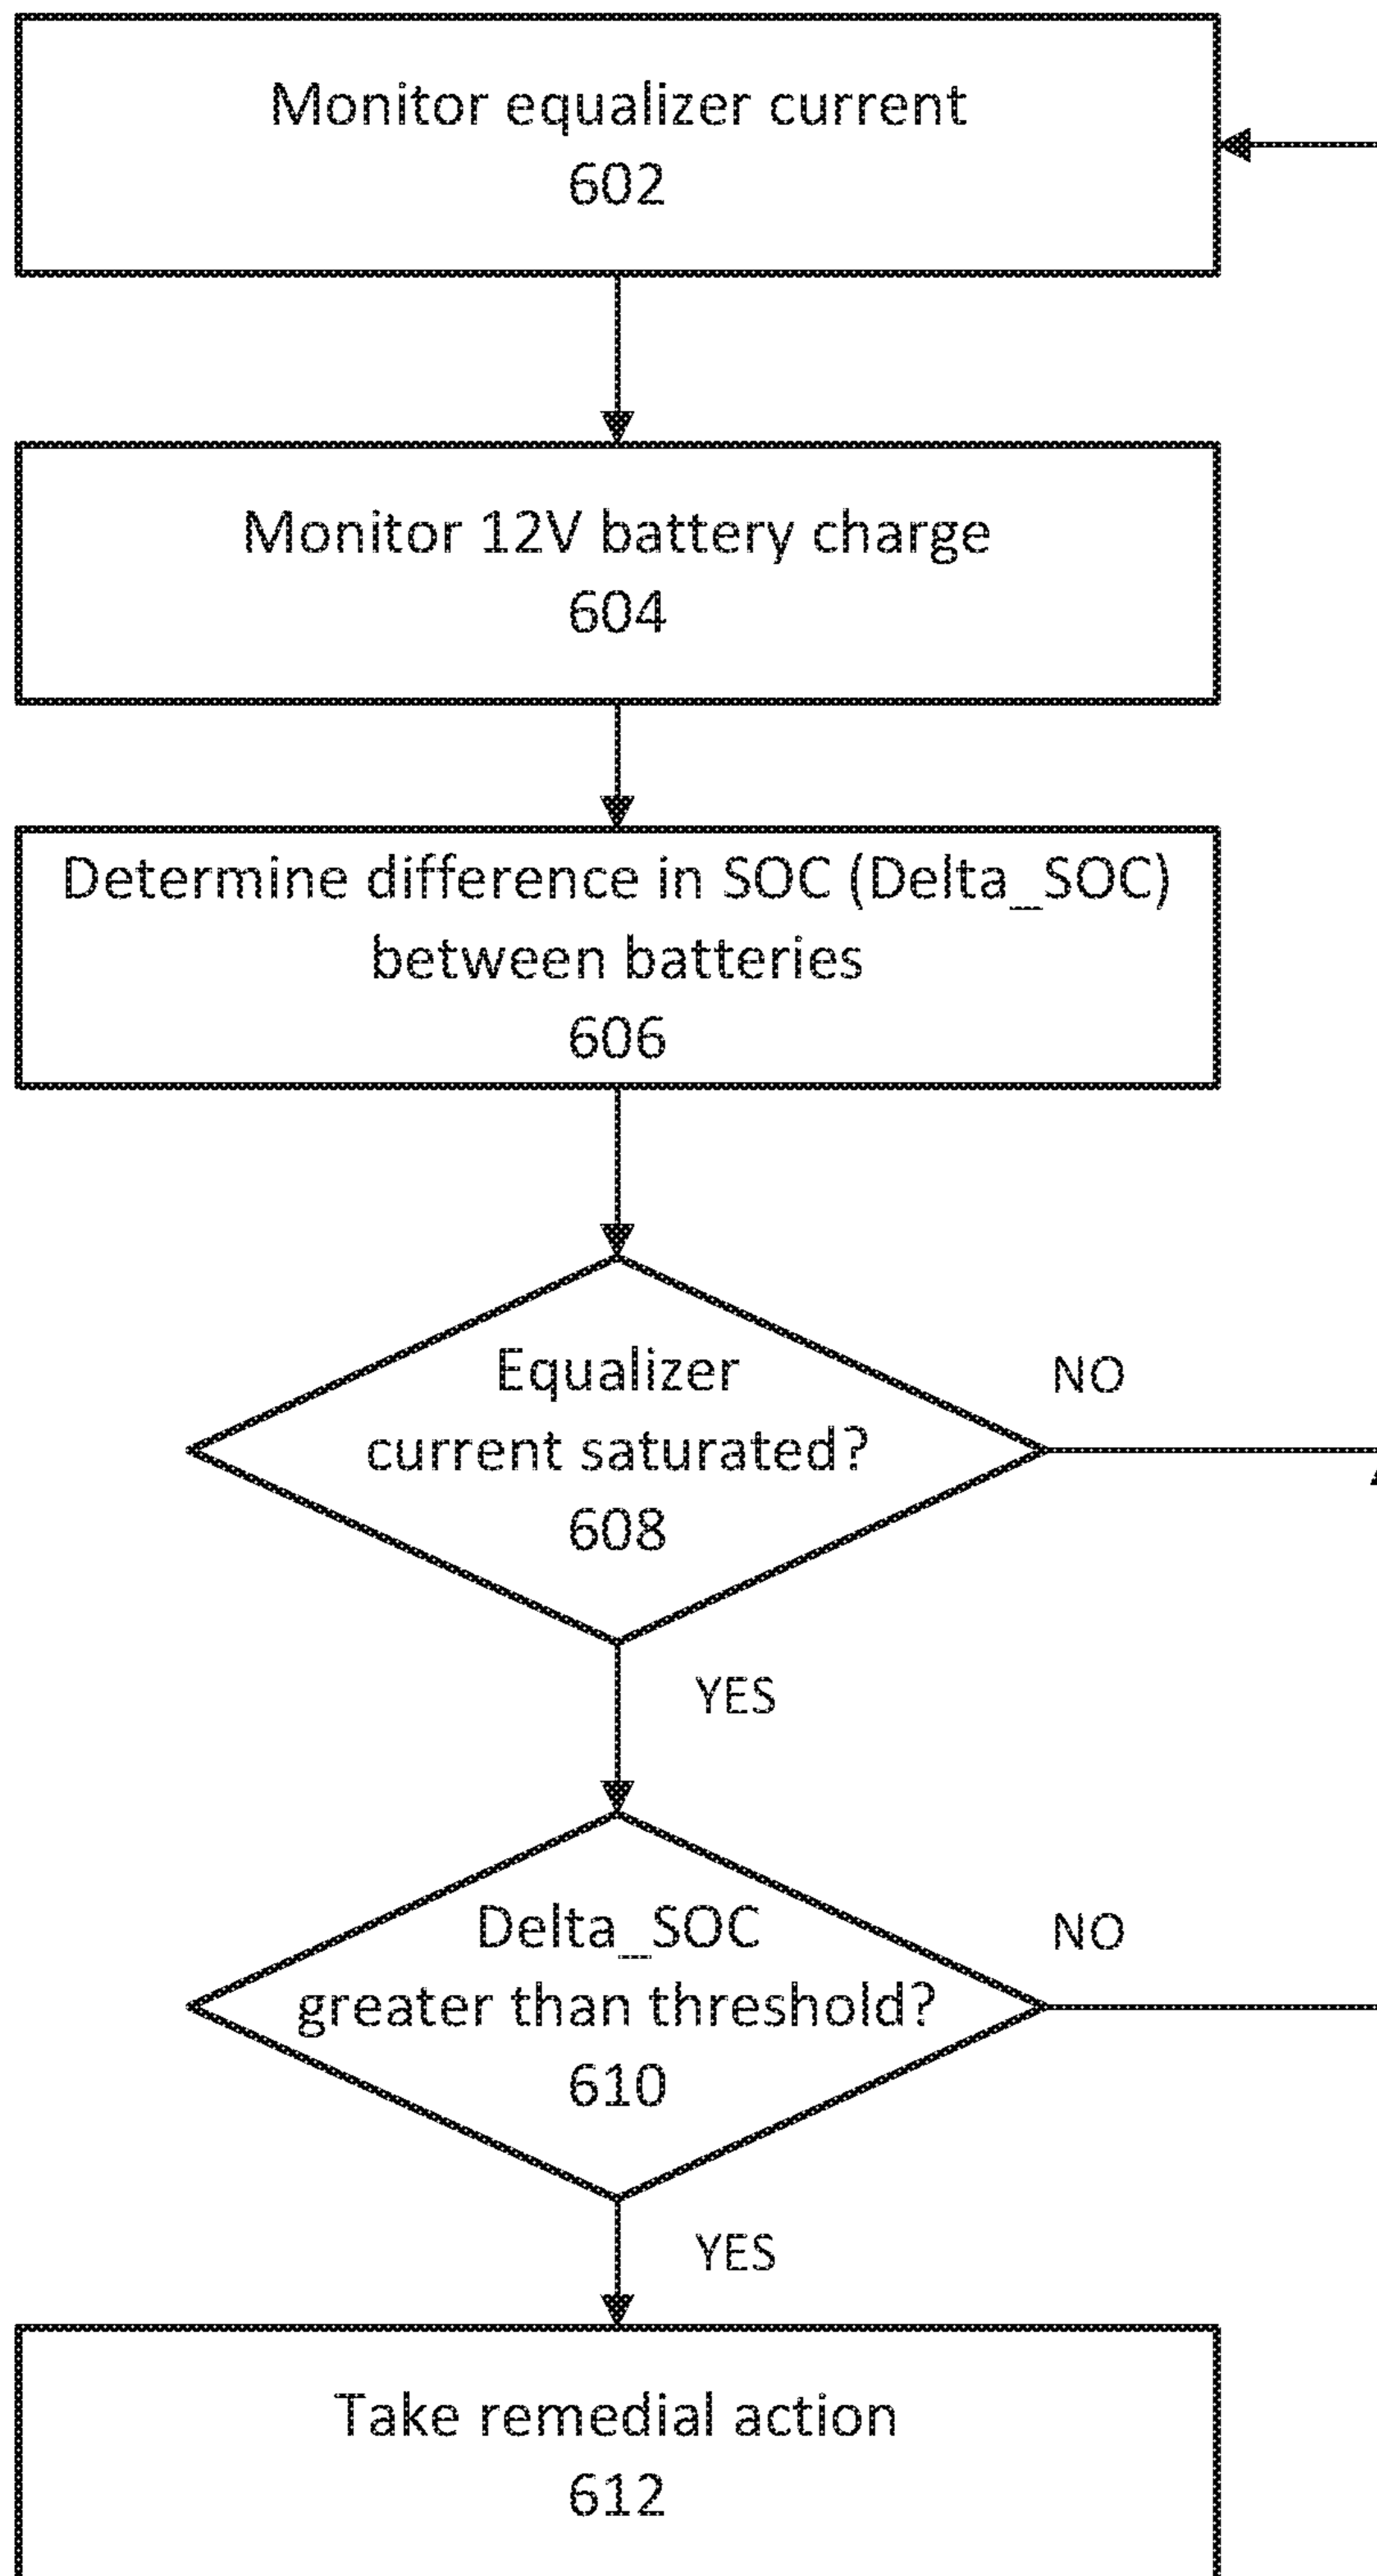 Monitor equalizer current
602
Monitor 12V battery charge
604
Determine difference in SOC (Delta_SOC)
between batteries
606
Equalizer
current saturated?
608
NO
YES
Delta_SOC
greater than threshold?
610
NO
YES
Take remedial action
612